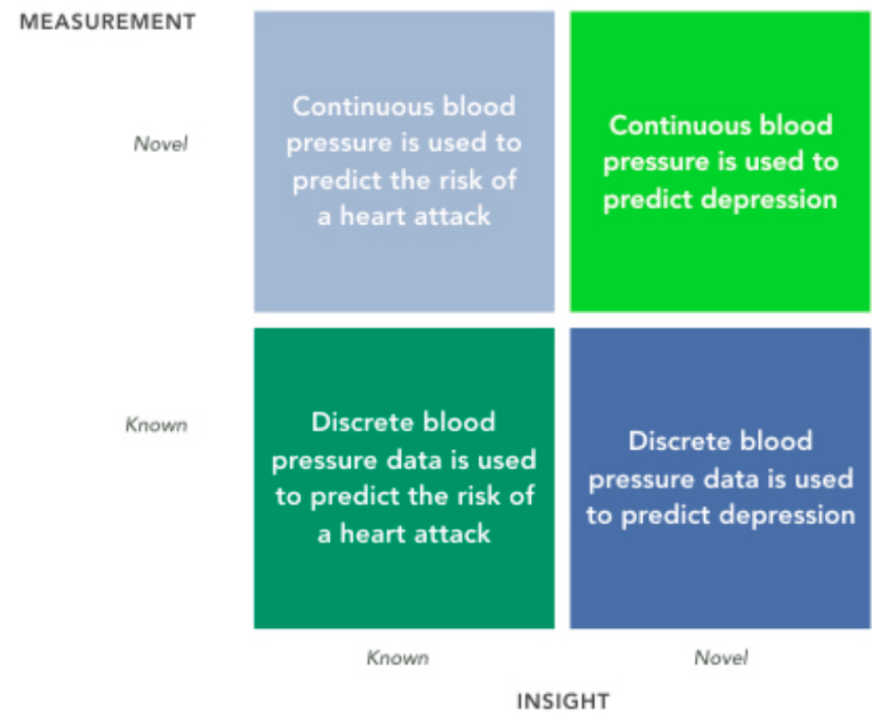 MEASUREMENT
Novel
Continuous blood
pressure is used to
predict the risk of
a heart attack
Continuous blood
pressure is used to
predict depression
Known
Discrete blood
pressure data is used
to predict the risk of
a heart attack
Discrete blood
pressure data is used
to predict depression
Known
Novel
INSIGHT